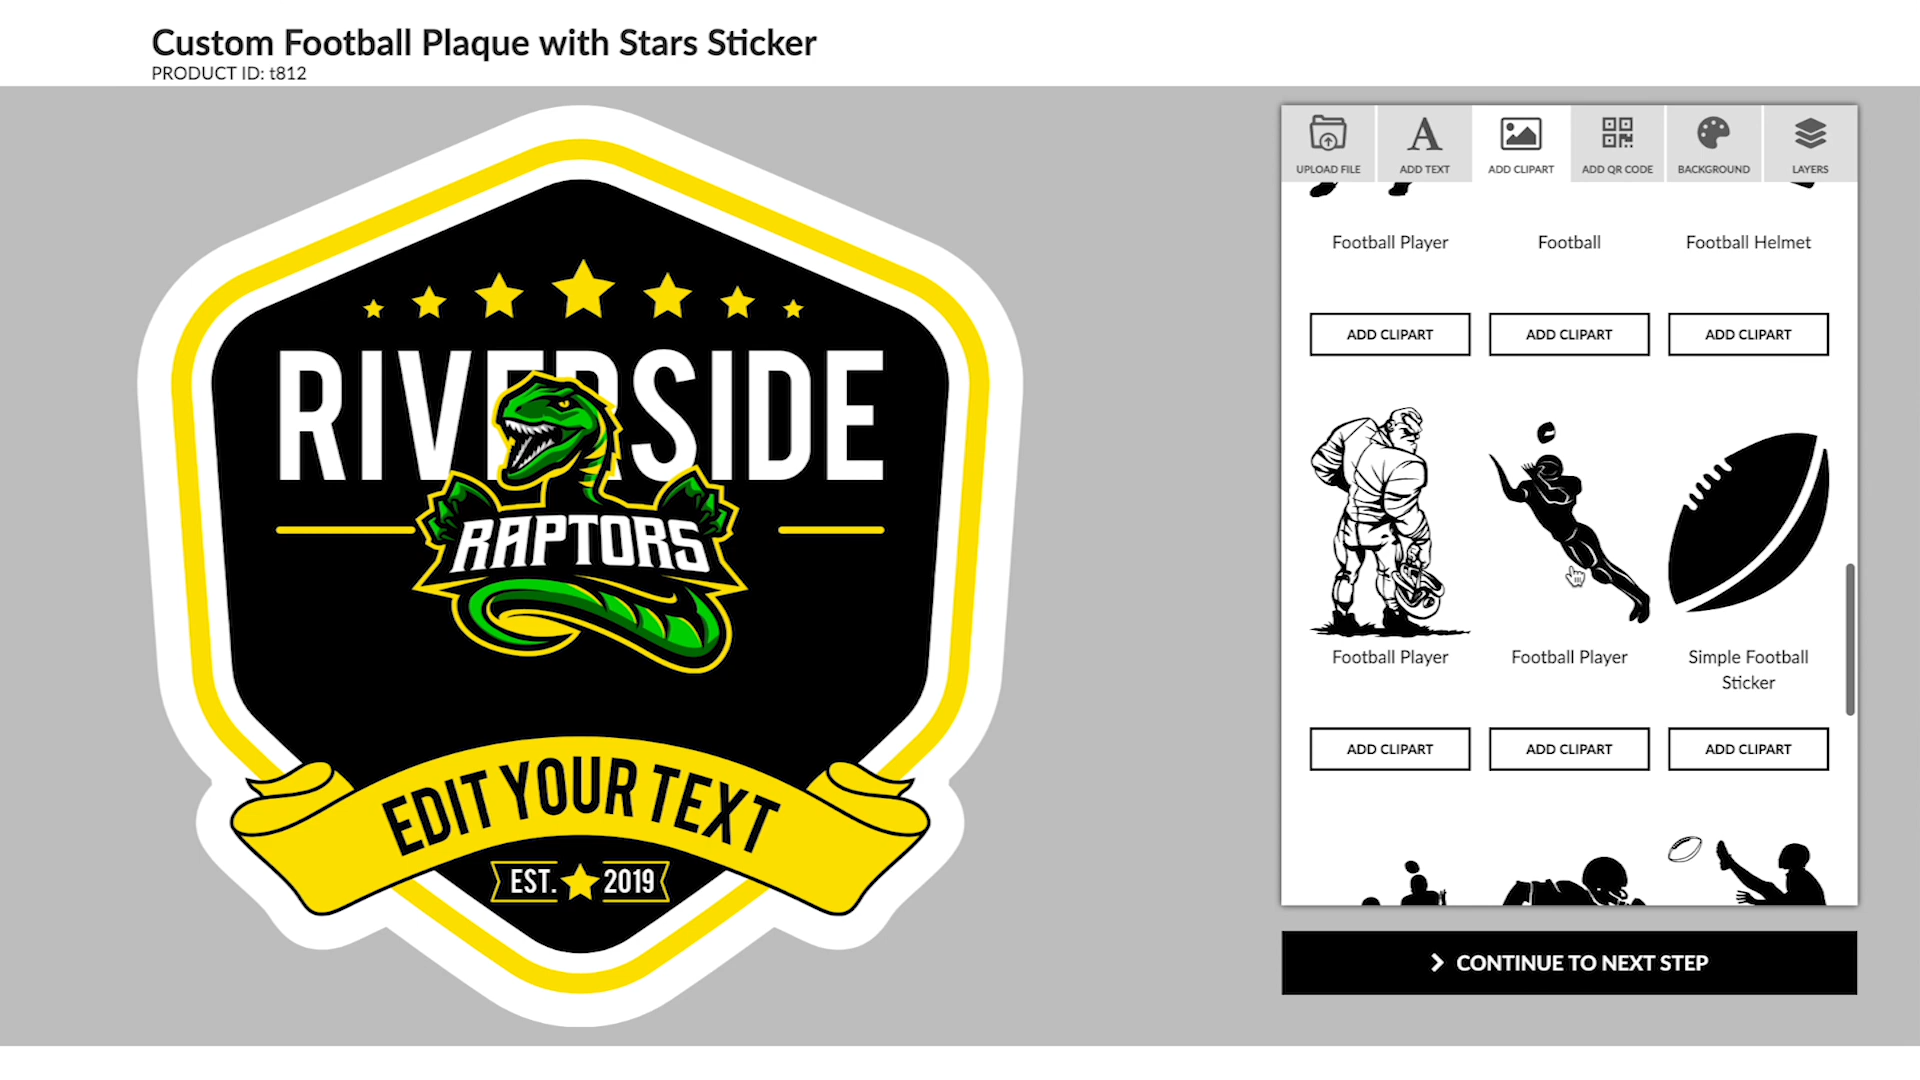 Custom Football Plaque with Stars Sticker
PRODUCT ID: t812
RIVERSIDE
RAPTORS
EDIT YOUR TEXT
EST. 2019
UPLOAD FILE
ADD TEXT
ADD CLIPART
ADD QR CODE
BACKGROUND
LAYERS
Football Player
Football
Football Helmet
ADD CLIPART
ADD CLIPART
ADD CLIPART
Football Player
Football Player
Simple Football
Sticker
ADD CLIPART
ADD CLIPART
ADD CLIPART
CONTINUE TO NEXT STEP